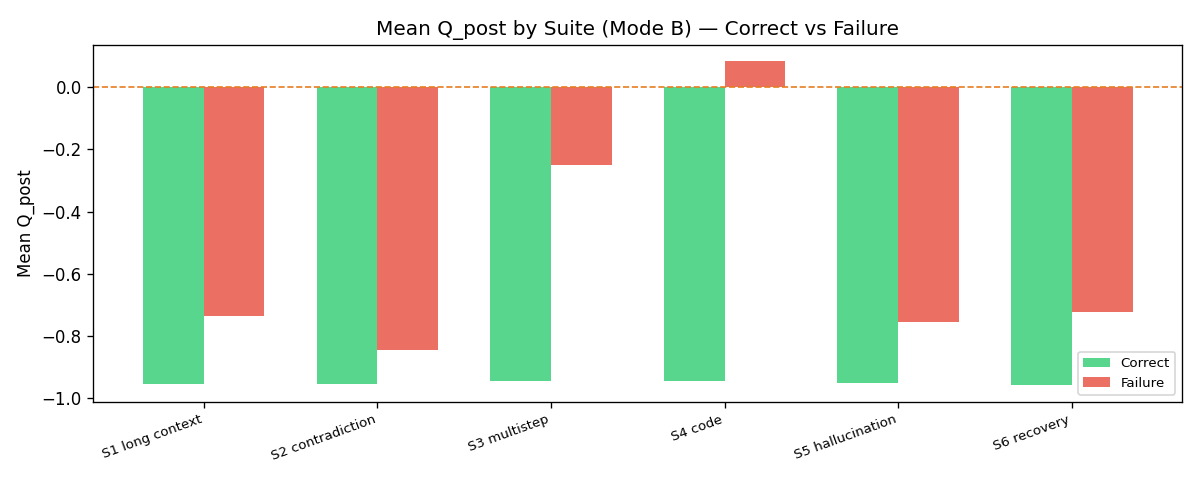 Mean Q_post by Suite (Mode B) — Correct vs Failure
Mean Q_post
0.0
−0.2
−0.4
−0.6
−0.8
−1.0
S1 long context
S2 contradiction
S3 multistep
S4 code
S5 hallucination
S6 recovery
Correct
Failure